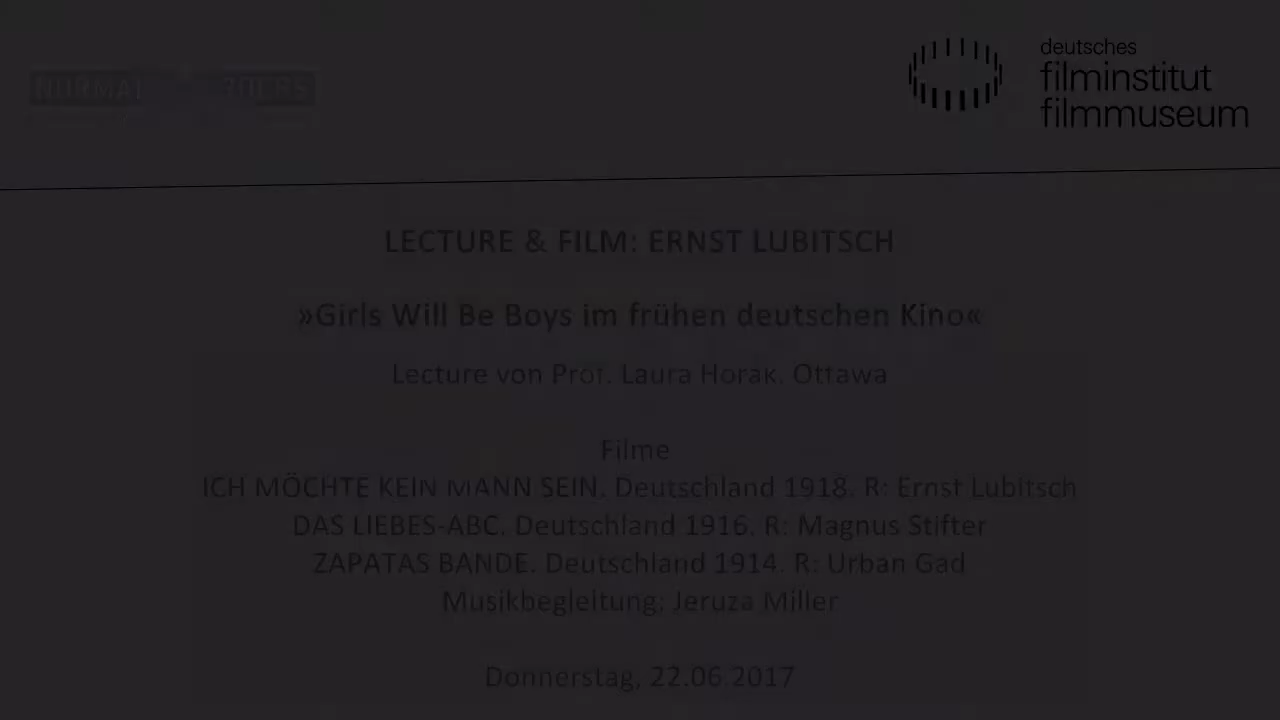 deutsches
filminstitut
filmmuseum
LECTURE & FILM: ERNST LUBITSCH
»Girls Will Be Boys im frühen deutschen Kino«
Lecture von Prof. Laura Horak, Ottawa
Filme
ICH MÖCHTE KEIN MANN SEIN. Deutschland 1918. R: Ernst Lubitsch
DAS LIEBES-ABC. Deutschland 1916. R: Magnus Stifter
ZAPATAS BANDE. Deutschland 1914. R: Urban Gad
Musikbegleitung: Jeruza Miller
Donnerstag, 22.06.2017